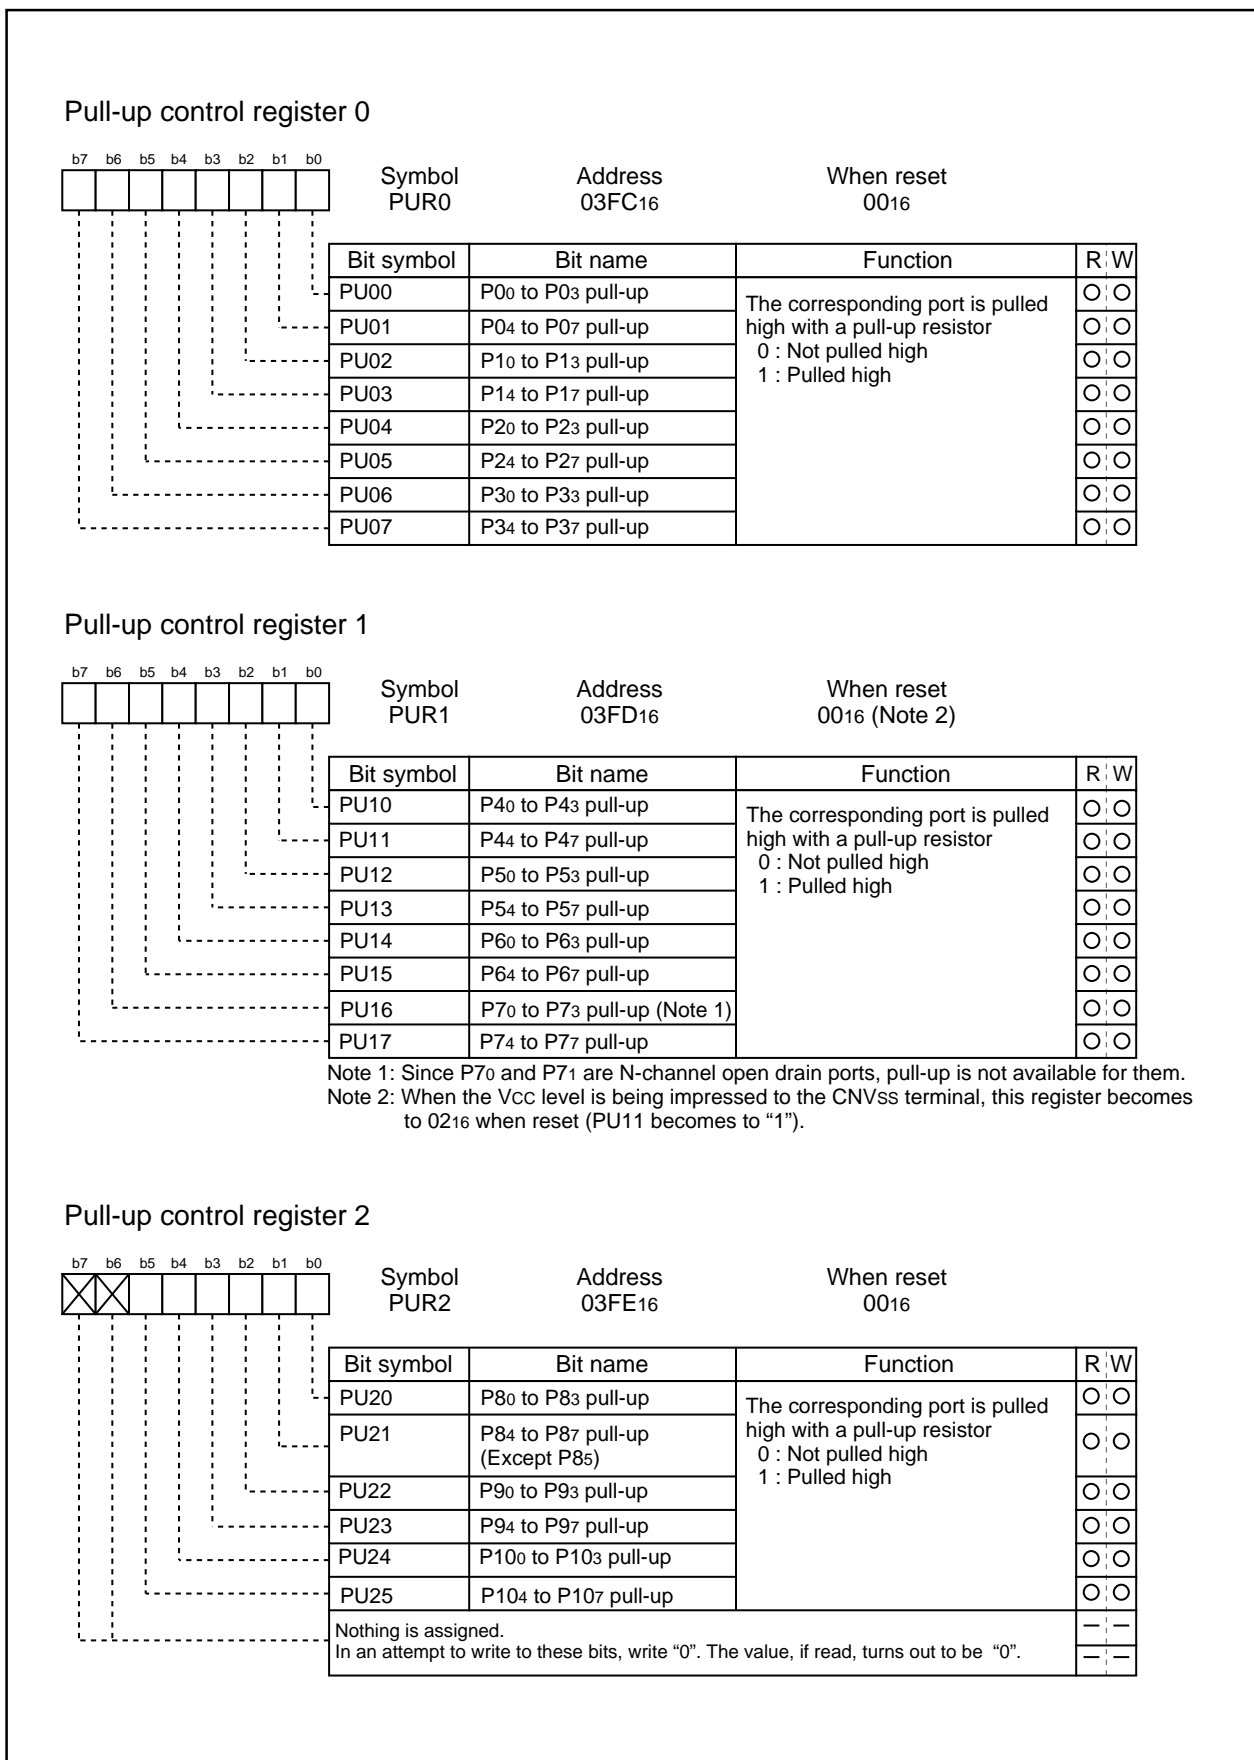 Pull-up control register 0
b7 b6 b5 b4 b3 b2 b1 b0
Symbol Address When reset
PUR0 03FC16 0016
Bit symbol Bit name Function R W
PU00 P00 to P03 pull-up
The corresponding port is pulled
PU01 P04 to P07 pull-up high with a pull-up resistor
0 : Not pulled high
PU02 P10 to P13 pull-up
1 : Pulled high
PU03 P14 to P17 pull-up
PU04 P20 to P23 pull-up
PU05 P24 to P27 pull-up
PU06 P30 to P33 pull-up
PU07 P34 to P37 pull-up
Pull-up control register 1
b7 b6 b5 b4 b3 b2 b1 b0
Symbol Address When reset
PUR1 03FD16 0016 (Note 2)
Bit symbol Bit name Function R W
PU10 P40 to P43 pull-up
The corresponding port is pulled
PU11 P44 to P47 pull-up high with a pull-up resistor
0 : Not pulled high
PU12 P50 to P53 pull-up
1 : Pulled high
PU13 P54 to P57 pull-up
PU14 P60 to P63 pull-up
PU15 P64 to P67 pull-up
PU16 P70 to P73 pull-up (Note 1)
PU17 P74 to P77 pull-up
Note 1: Since P70 and P71 are N-channel open drain ports, pull-up is not available for them.
Note 2: When the VCC level is being impressed to the CNVSS terminal, this register becomes
to 0216 when reset (PU11 becomes to “1”).
Pull-up control register 2
b7 b6 b5 b4 b3 b2 b1 b0
Symbol Address When reset
PUR2 03FE16 0016
Bit symbol Bit name Function R W
PU20 P80 to P83 pull-up
The corresponding port is pulled
PU21 P84 to P87 pull-up high with a pull-up resistor
(Except P85) 0 : Not pulled high
1 : Pulled high
PU22 P90 to P93 pull-up
PU23 P94 to P97 pull-up
PU24 P100 to P103 pull-up
PU25 P104 to P107 pull-up
Nothing is assigned.
In an attempt to write to these bits, write “0”. The value, if read, turns out to be “0”.